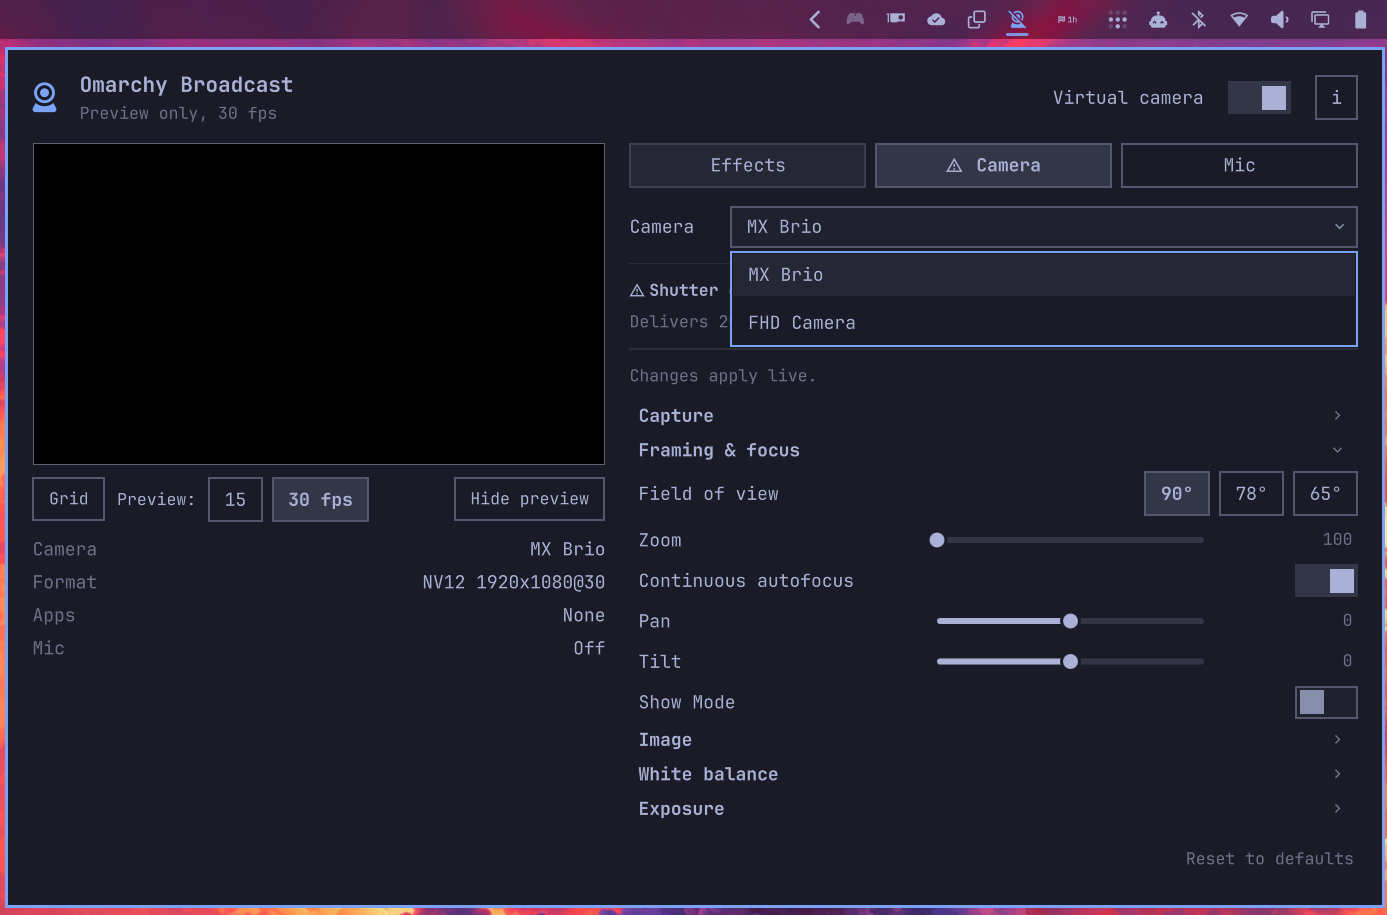 1h
Omarchy Broadcast
Preview only, 30 fps
Virtual camera
i
Effects
Camera
Mic
Camera
MX Brio
MX Brio
FHD Camera
Shutter
Delivers 2
Changes apply live.
Capture
Framing & focus
Field of view
90°
78°
65°
Zoom
100
Continuous autofocus
Pan
0
Tilt
0
Show Mode
Image
White balance
Exposure
Reset to defaults
Grid
Preview:
15
30 fps
Hide preview
Camera
MX Brio
Format
NV12 1920x1080@30
Apps
None
Mic
Off